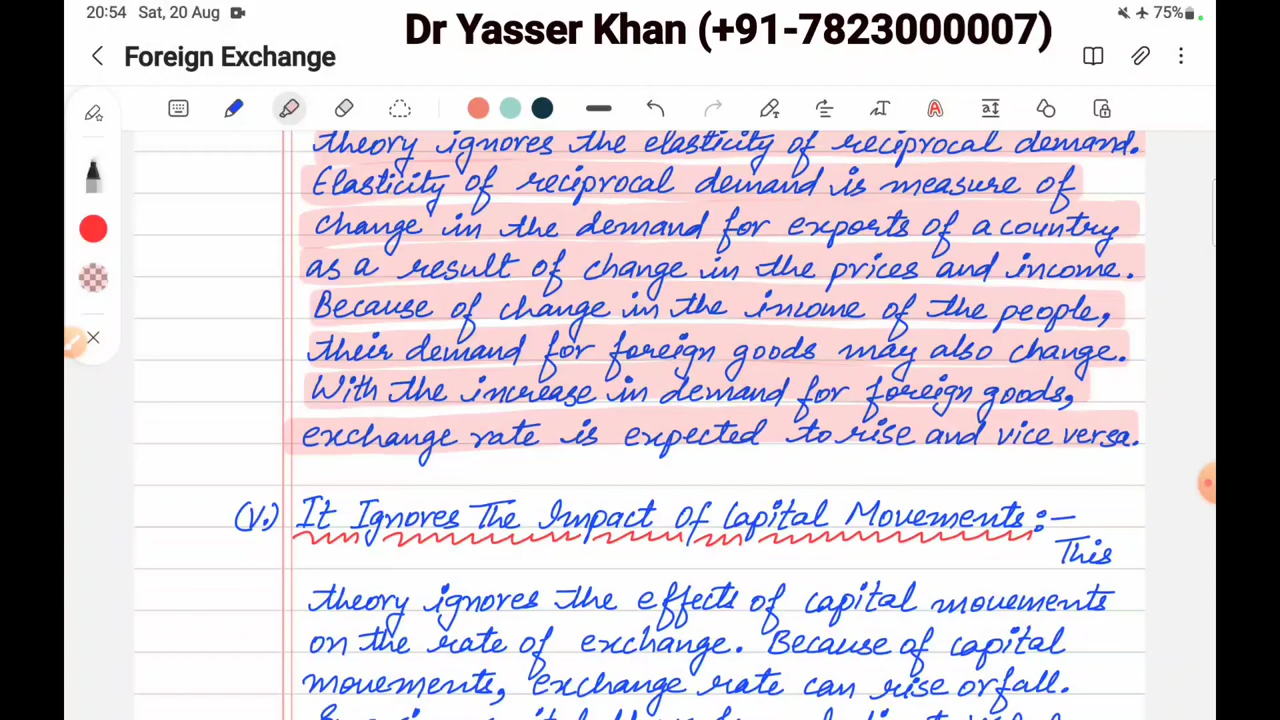 20:54 Sat, 20 Aug
75%
Dr Yasser Khan (+91-7823000007)
Foreign Exchange
theory ignores the elasticity of reciprocal demand.
Elasticity of reciprocal demand is measure of
change in the demand for exports of a country
as a result of change in the prices and income.
Because of change in the income of the people,
their demand for foreign goods may also change.
With the increase in demand for foreign goods,
exchange rate is expected to rise and vice versa.
(V.) It Ignores The Impact Of Capital Movements :-
This
theory ignores the effects of capital movements
on the rate of exchange. Because of capital
movements, exchange rate can rise or fall.